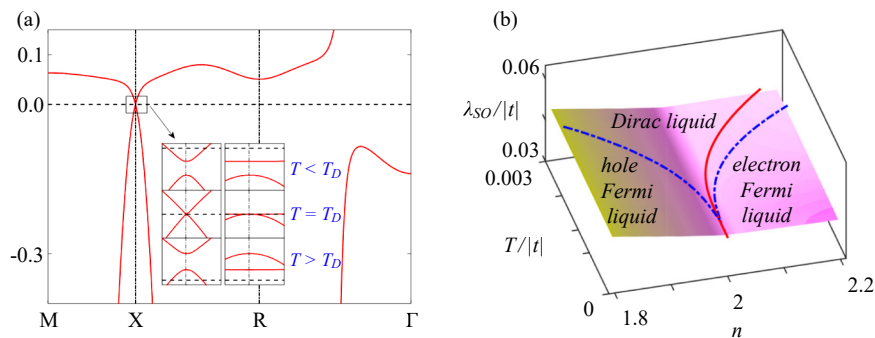 (a)
0.1
0.0
-0.3
M
X
R
Γ
T < T_D
T = T_D
T > T_D
(b)
0.06
λ_SO/|t|
0.03
0.003
T/|t|
0
1.8
2
2.2
n
Dirac liquid
hole
Fermi
liquid
electron
Fermi
liquid